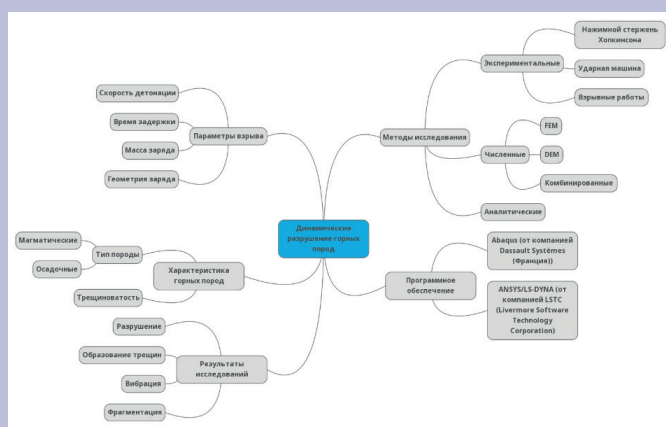 Динамические
разрушение горных
пород
Методы исследования
Экспериментальные
Нажимной стержень
Хопкинсона
Ударная машина
Взрывные работы
Численные
FEM
DEM
Комбинированные
Аналитические
Программное
обеспечение
Abaqus (от компанией
Dassault Systèmes
(Франция))
ANSYS/LS-DYNA (от
компанией LSTC
(Livermore Software
Technology
Corporation)
Параметры взрыва
Скорость детонации
Время задержки
Масса заряда
Геометрия заряда
Характеристика
горных пород
Тип породы
Магматические
Осадочные
Трещиноватость
Результаты
исследований
Разрушение
Образование трещин
Вибрация
Фрагментация